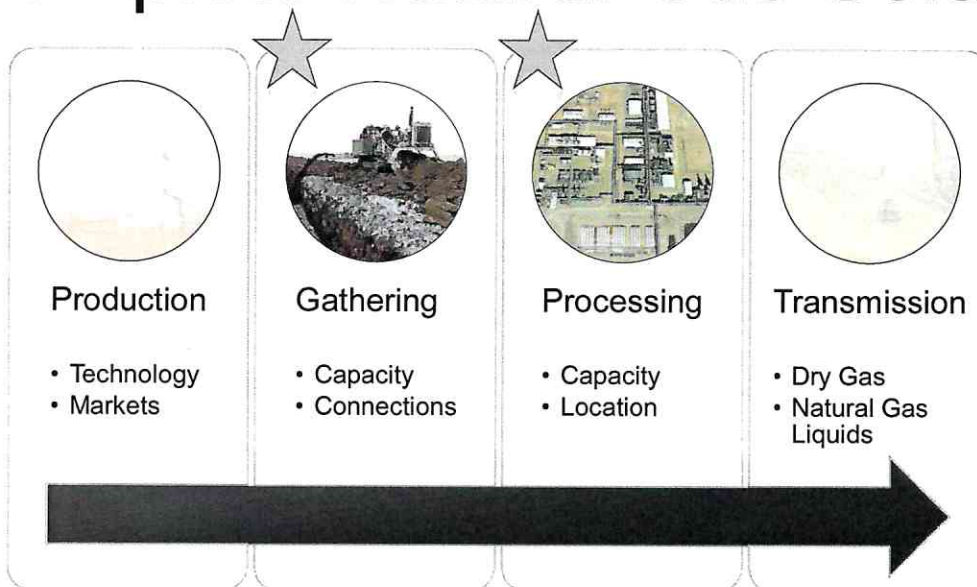 Production
• Technology
• Markets
Gathering
• Capacity
• Connections
Processing
• Capacity
• Location
Transmission
• Dry Gas
• Natural Gas
Liquids